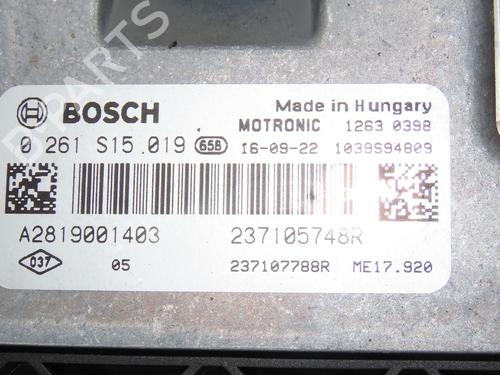 BOSCH
Made in Hungary
MOTRONIC 1263 0398
0 261 S15.019 658 16-09-22 1039S94809
A2819001403 237105748R
037 05 237107788R ME17.920